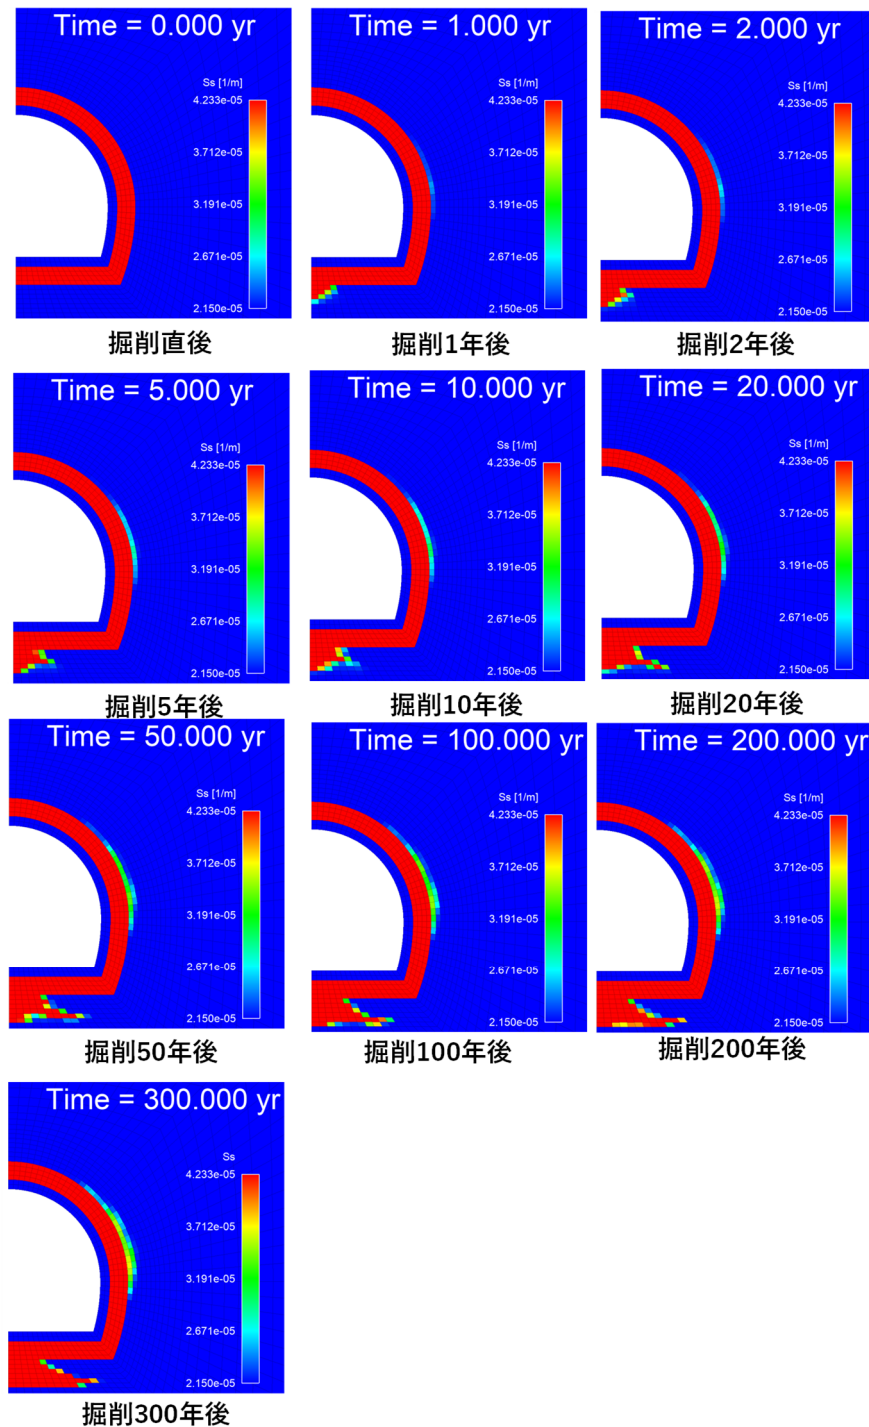 Time = 0.000 yr
Ss [1/m]
4.233e-05
3.712e-05
3.191e-05
2.671e-05
2.150e-05
掘削直後
Time = 1.000 yr
Ss [1/m]
4.233e-05
3.712e-05
3.191e-05
2.671e-05
2.150e-05
掘削1年後
Time = 2.000 yr
Ss [1/m]
4.233e-05
3.712e-05
3.191e-05
2.671e-05
2.150e-05
掘削2年後
Time = 5.000 yr
Ss [1/m]
4.233e-05
3.712e-05
3.191e-05
2.671e-05
2.150e-05
掘削5年後
Time = 10.000 yr
Ss [1/m]
4.233e-05
3.712e-05
3.191e-05
2.671e-05
2.150e-05
掘削10年後
Time = 20.000 yr
Ss [1/m]
4.233e-05
3.712e-05
3.191e-05
2.671e-05
2.150e-05
掘削20年後
Time = 50.000 yr
Ss [1/m]
4.233e-05
3.712e-05
3.191e-05
2.671e-05
2.150e-05
掘削50年後
Time = 100.000 yr
Ss [1/m]
4.233e-05
3.712e-05
3.191e-05
2.671e-05
2.150e-05
掘削100年後
Time = 200.000 yr
Ss [1/m]
4.233e-05
3.712e-05
3.191e-05
2.671e-05
2.150e-05
掘削200年後
Time = 300.000 yr
Ss
4.233e-05
3.712e-05
3.191e-05
2.671e-05
2.150e-05
掘削300年後